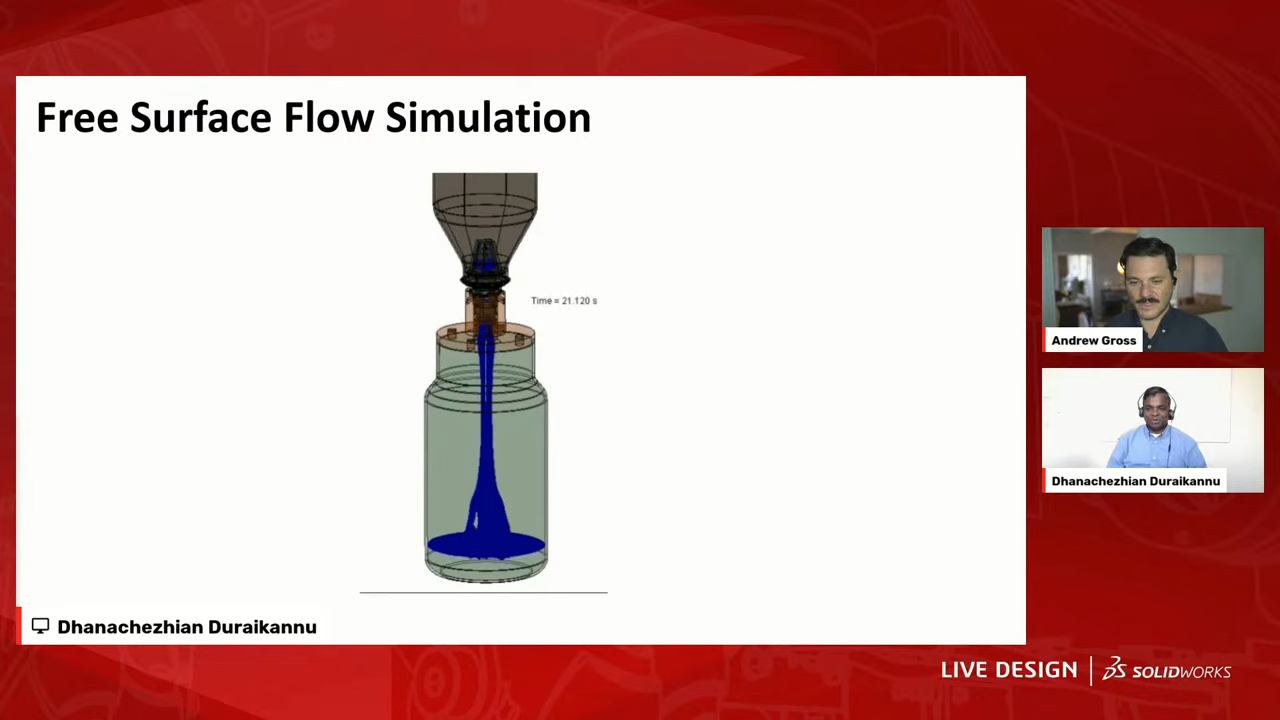 Free Surface Flow Simulation
Time = 21.120 s
Andrew Gross
Dhanachezhian Duraikannu
Dhanachezhian Duraikannu
LIVE DESIGN
SOLIDWORKS